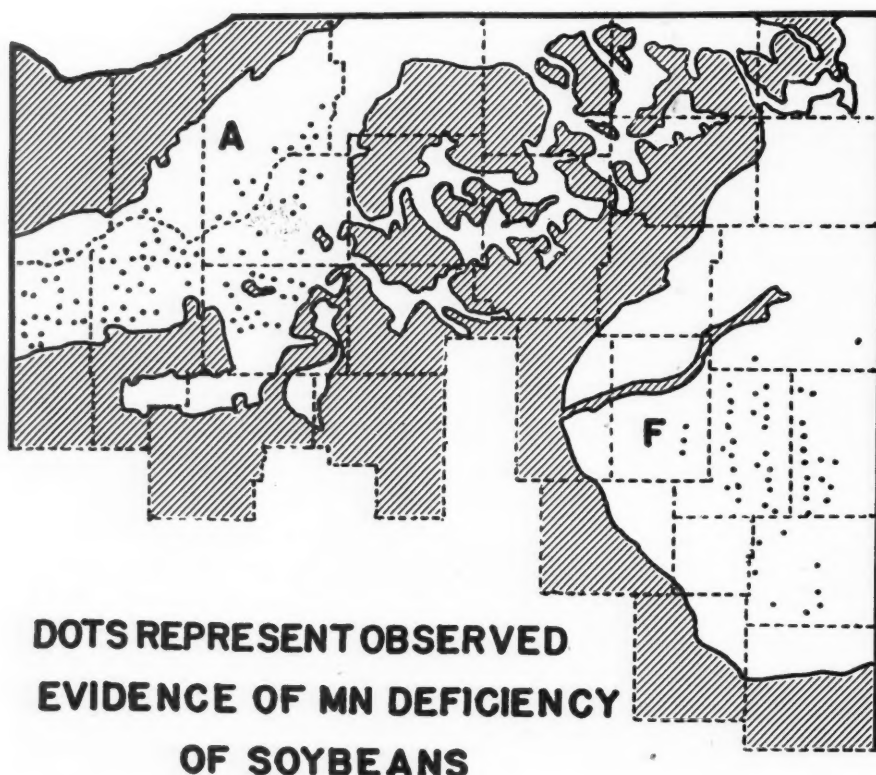 A
F
DOTS REPRESENT OBSERVED
EVIDENCE OF MN DEFICIENCY
OF SOYBEANS